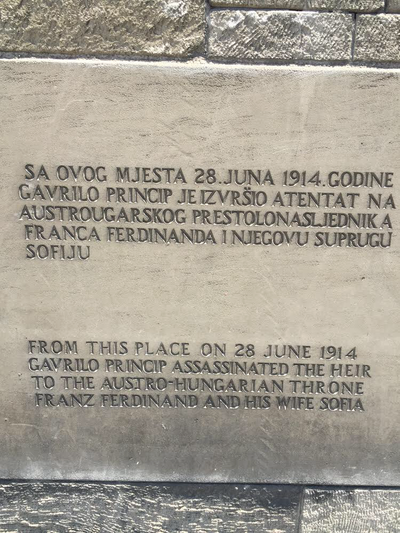 SA OVOG MJESTA 28. JUNA 1914. GODINE
GAVRILO PRINCIP JE IZVRŠIO ATENTAT NA
AUSTROUGARSKOG PRESTOLONASLJEDNIKA
FRANCA FERDINANDA I NJEGOVU SUPRUGU
SOFIJU
FROM THIS PLACE ON 28 JUNE 1914
GAVRILO PRINCIP ASSASSINATED THE HEIR
TO THE AUSTRO-HUNGARIAN THRONE
FRANZ FERDINAND AND HIS WIFE SOFIA